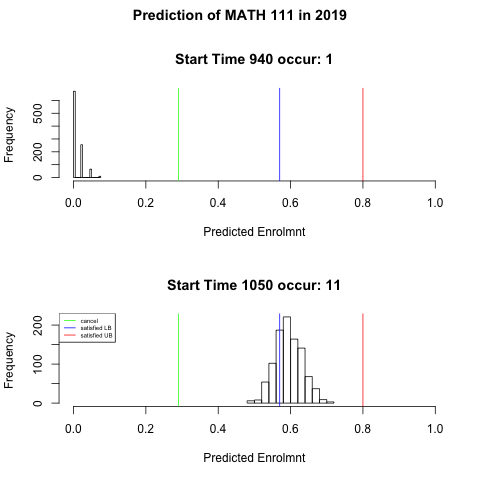 Prediction of MATH 111 in 2019
Start Time 940 occur: 1
Frequency
0 200 500
0.0 0.2 0.4 0.6 0.8 1.0
Predicted Enrolmnt
Start Time 1050 occur: 11
Frequency
0 100 200
cancel
satisfied LB
satisfied UB
0.0 0.2 0.4 0.6 0.8 1.0
Predicted Enrolmnt